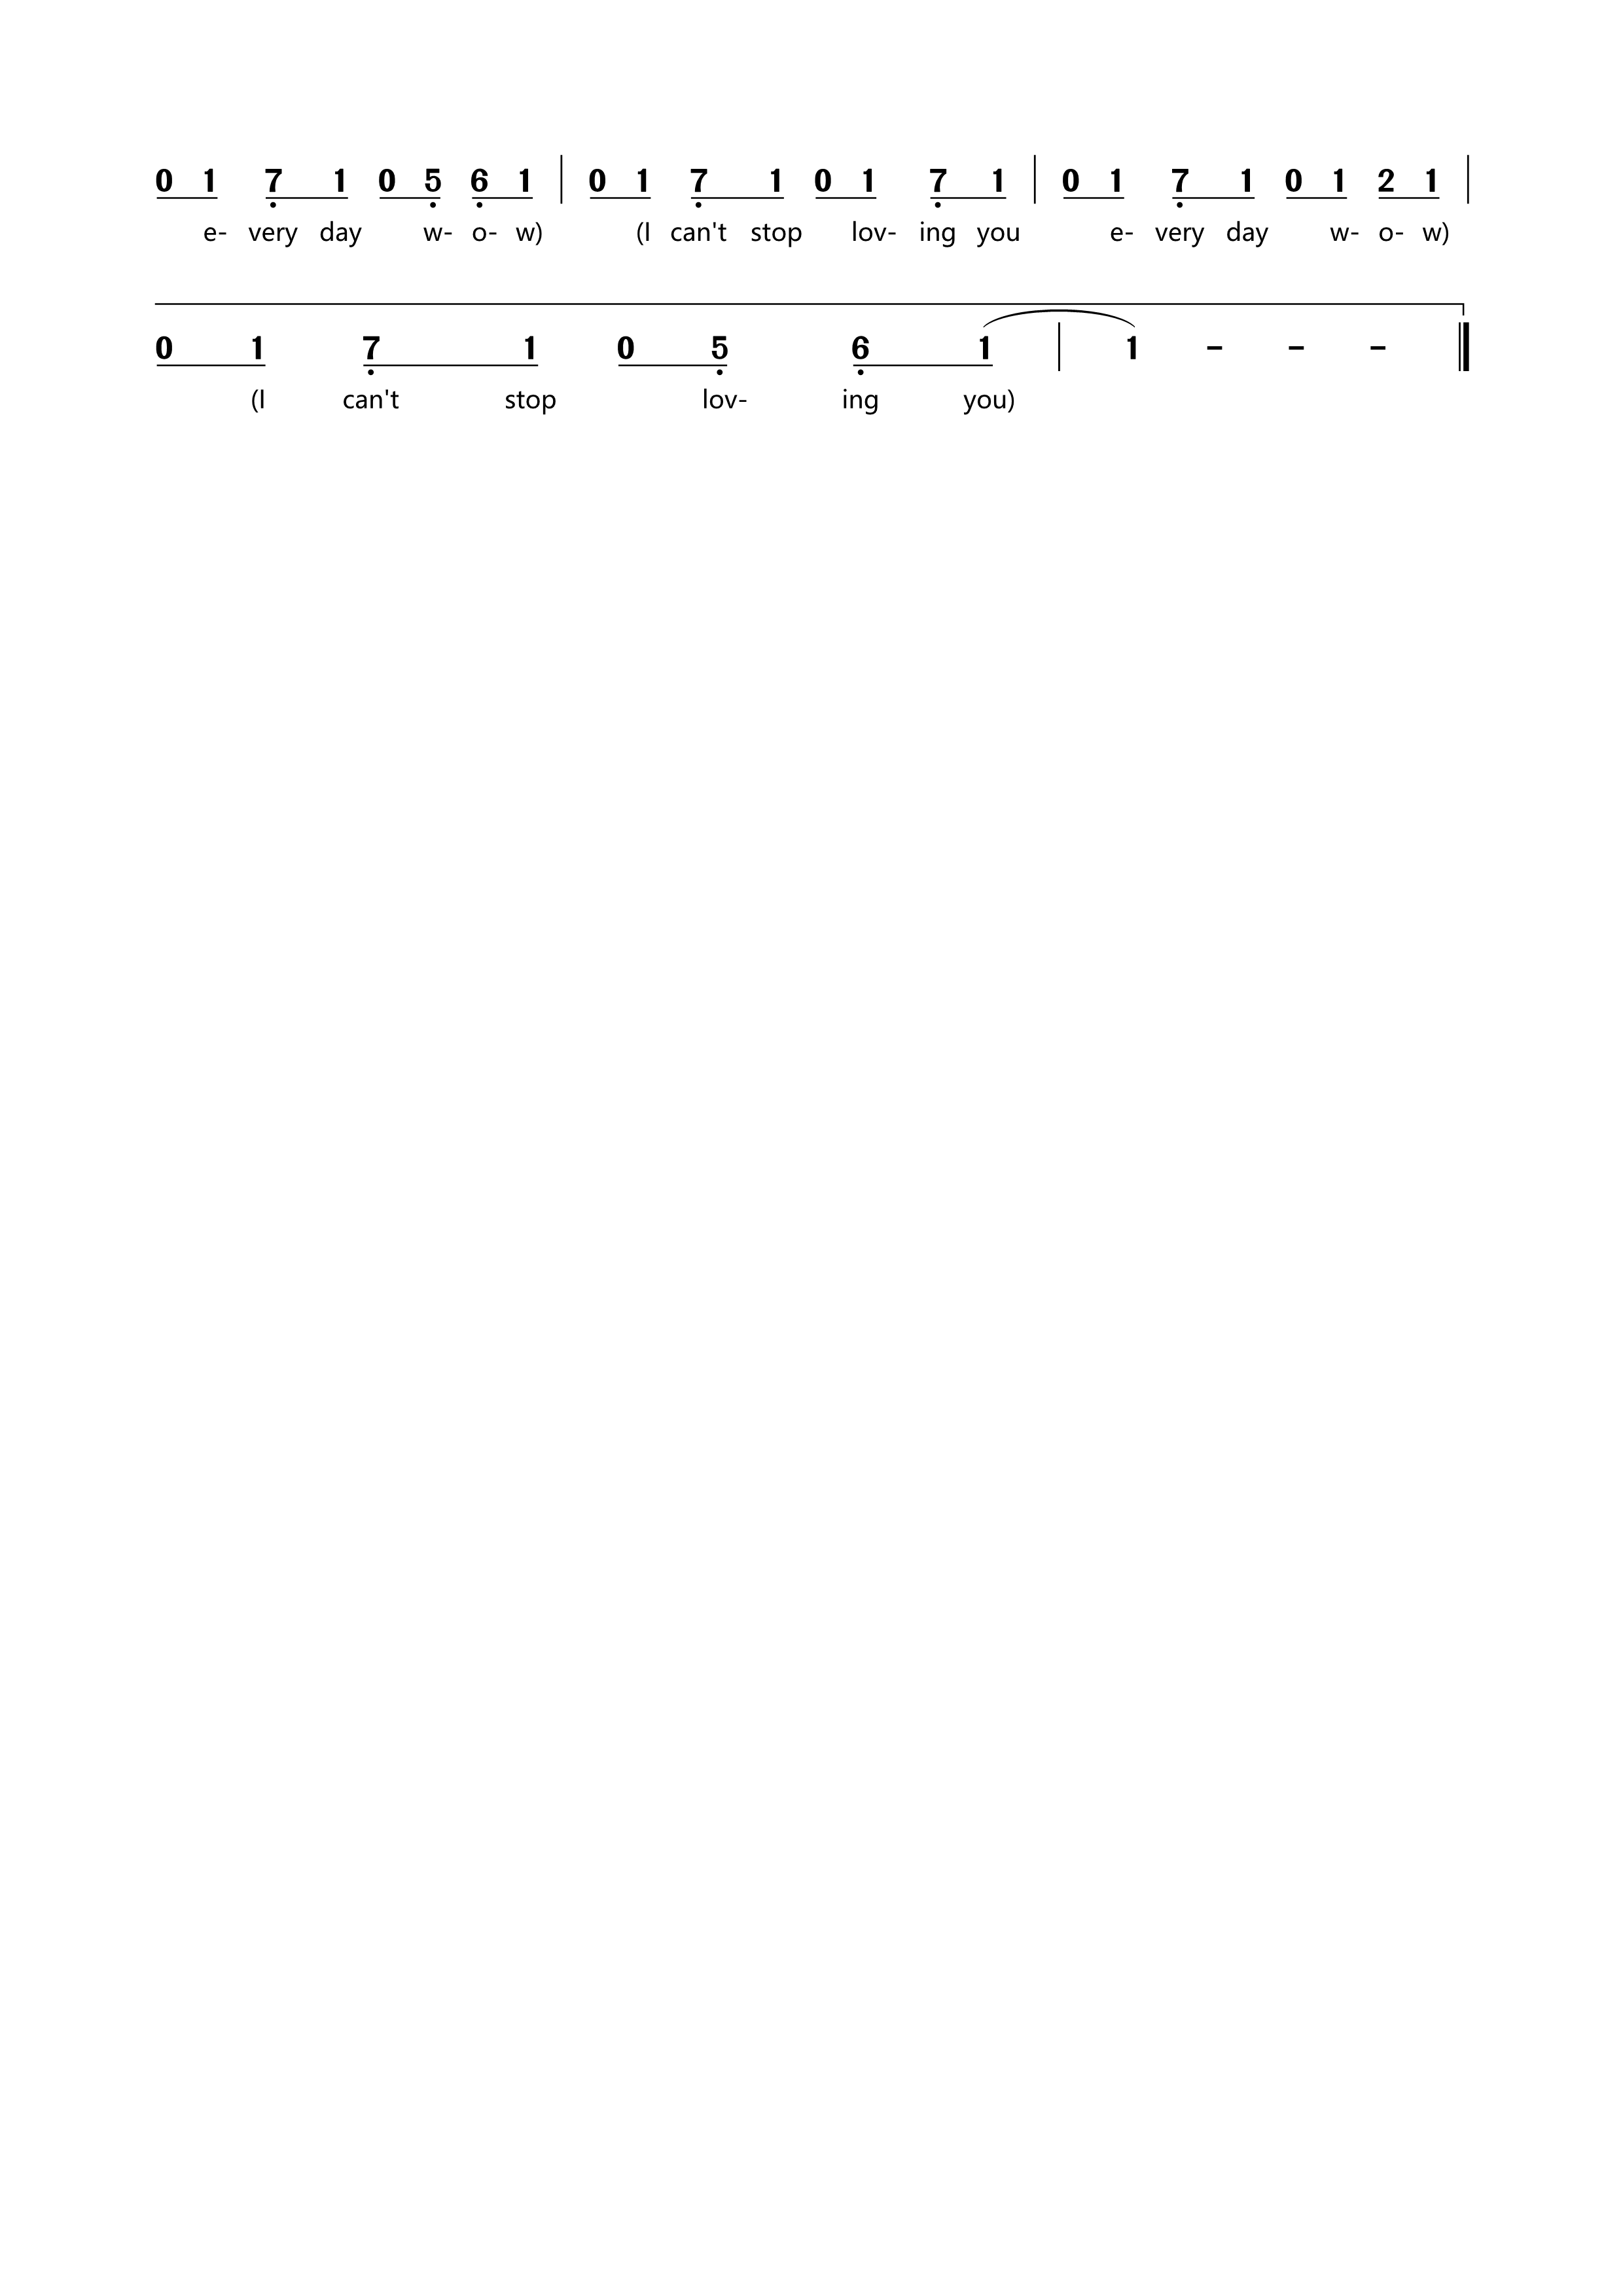 0 1 7 1 0 5 6 1 | 0 1 7 1 0 1 7 1 | 0 1 7 1 0 1 2 1 |
e- very day w- o- w) (I can't stop lov- ing you e- very day w- o- w)
0 1 7 1 0 5 6 1 | 1 – – –
(I can't stop lov- ing you)